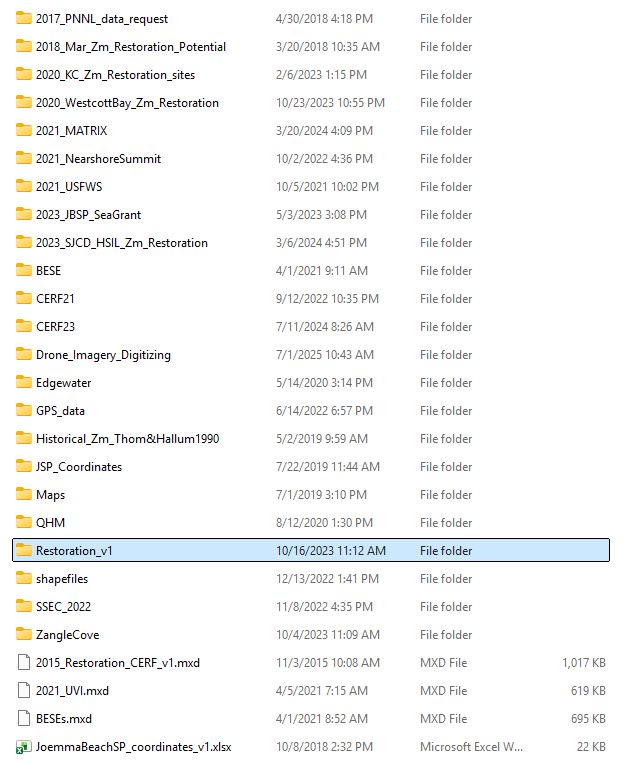 2017_PNNL_data_request 4/30/2018 4:18 PM File folder
2018_Mar_Zm_Restoration_Potential 3/20/2018 10:35 AM File folder
2020_KC_Zm_Restoration_sites 2/6/2023 1:15 PM File folder
2020_WestcottBay_Zm_Restoration 10/23/2023 10:55 PM File folder
2021_MATRIX 3/20/2024 4:09 PM File folder
2021_NearshoreSummit 10/2/2022 4:36 PM File folder
2021_USFWS 10/5/2021 10:02 PM File folder
2023_JBSP_SeaGrant 5/3/2023 3:08 PM File folder
2023_SJCD_HSIL_Zm_Restoration 3/6/2024 4:51 PM File folder
BESE 4/1/2021 9:11 AM File folder
CERF21 9/12/2022 10:35 PM File folder
CERF23 7/11/2024 8:26 AM File folder
Drone_Imagery_Digitizing 7/1/2025 10:43 AM File folder
Edgewater 5/14/2020 3:14 PM File folder
GPS_data 6/14/2022 6:57 PM File folder
Historical_Zm_Thom&Hallum1990 5/2/2019 9:59 AM File folder
JSP_Coordinates 7/22/2019 11:44 AM File folder
Maps 7/1/2019 3:10 PM File folder
QHM 8/12/2020 1:30 PM File folder
Restoration_v1 10/16/2023 11:12 AM File folder
shapefiles 12/13/2022 1:41 PM File folder
SSEC_2022 11/8/2022 4:35 PM File folder
ZangleCove 10/4/2023 11:09 AM File folder
2015_Restoration_CERF_v1.mxd 11/3/2015 10:08 AM MXD File 1,017 KB
2021_UVI.mxd 4/5/2021 7:15 AM MXD File 619 KB
BESEs.mxd 4/1/2021 8:52 AM MXD File 695 KB
JoemmaBeachSP_coordinates_v1.xlsx 10/8/2018 2:32 PM Microsoft Excel W... 22 KB